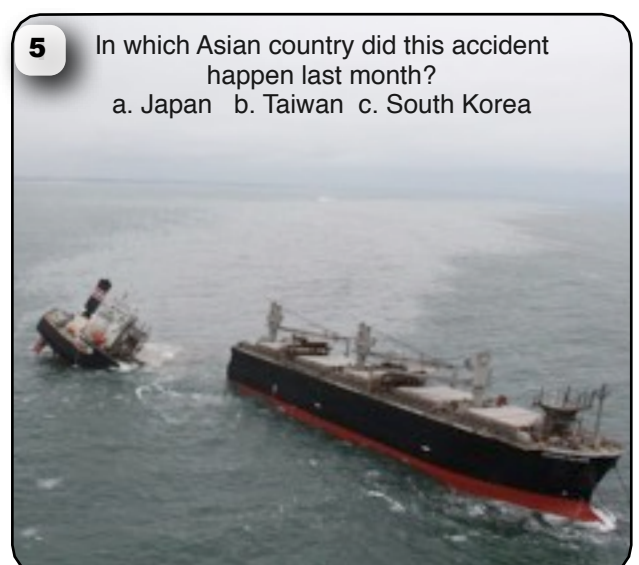 5
In which Asian country did this accident
happen last month?
a. Japan b. Taiwan c. South Korea